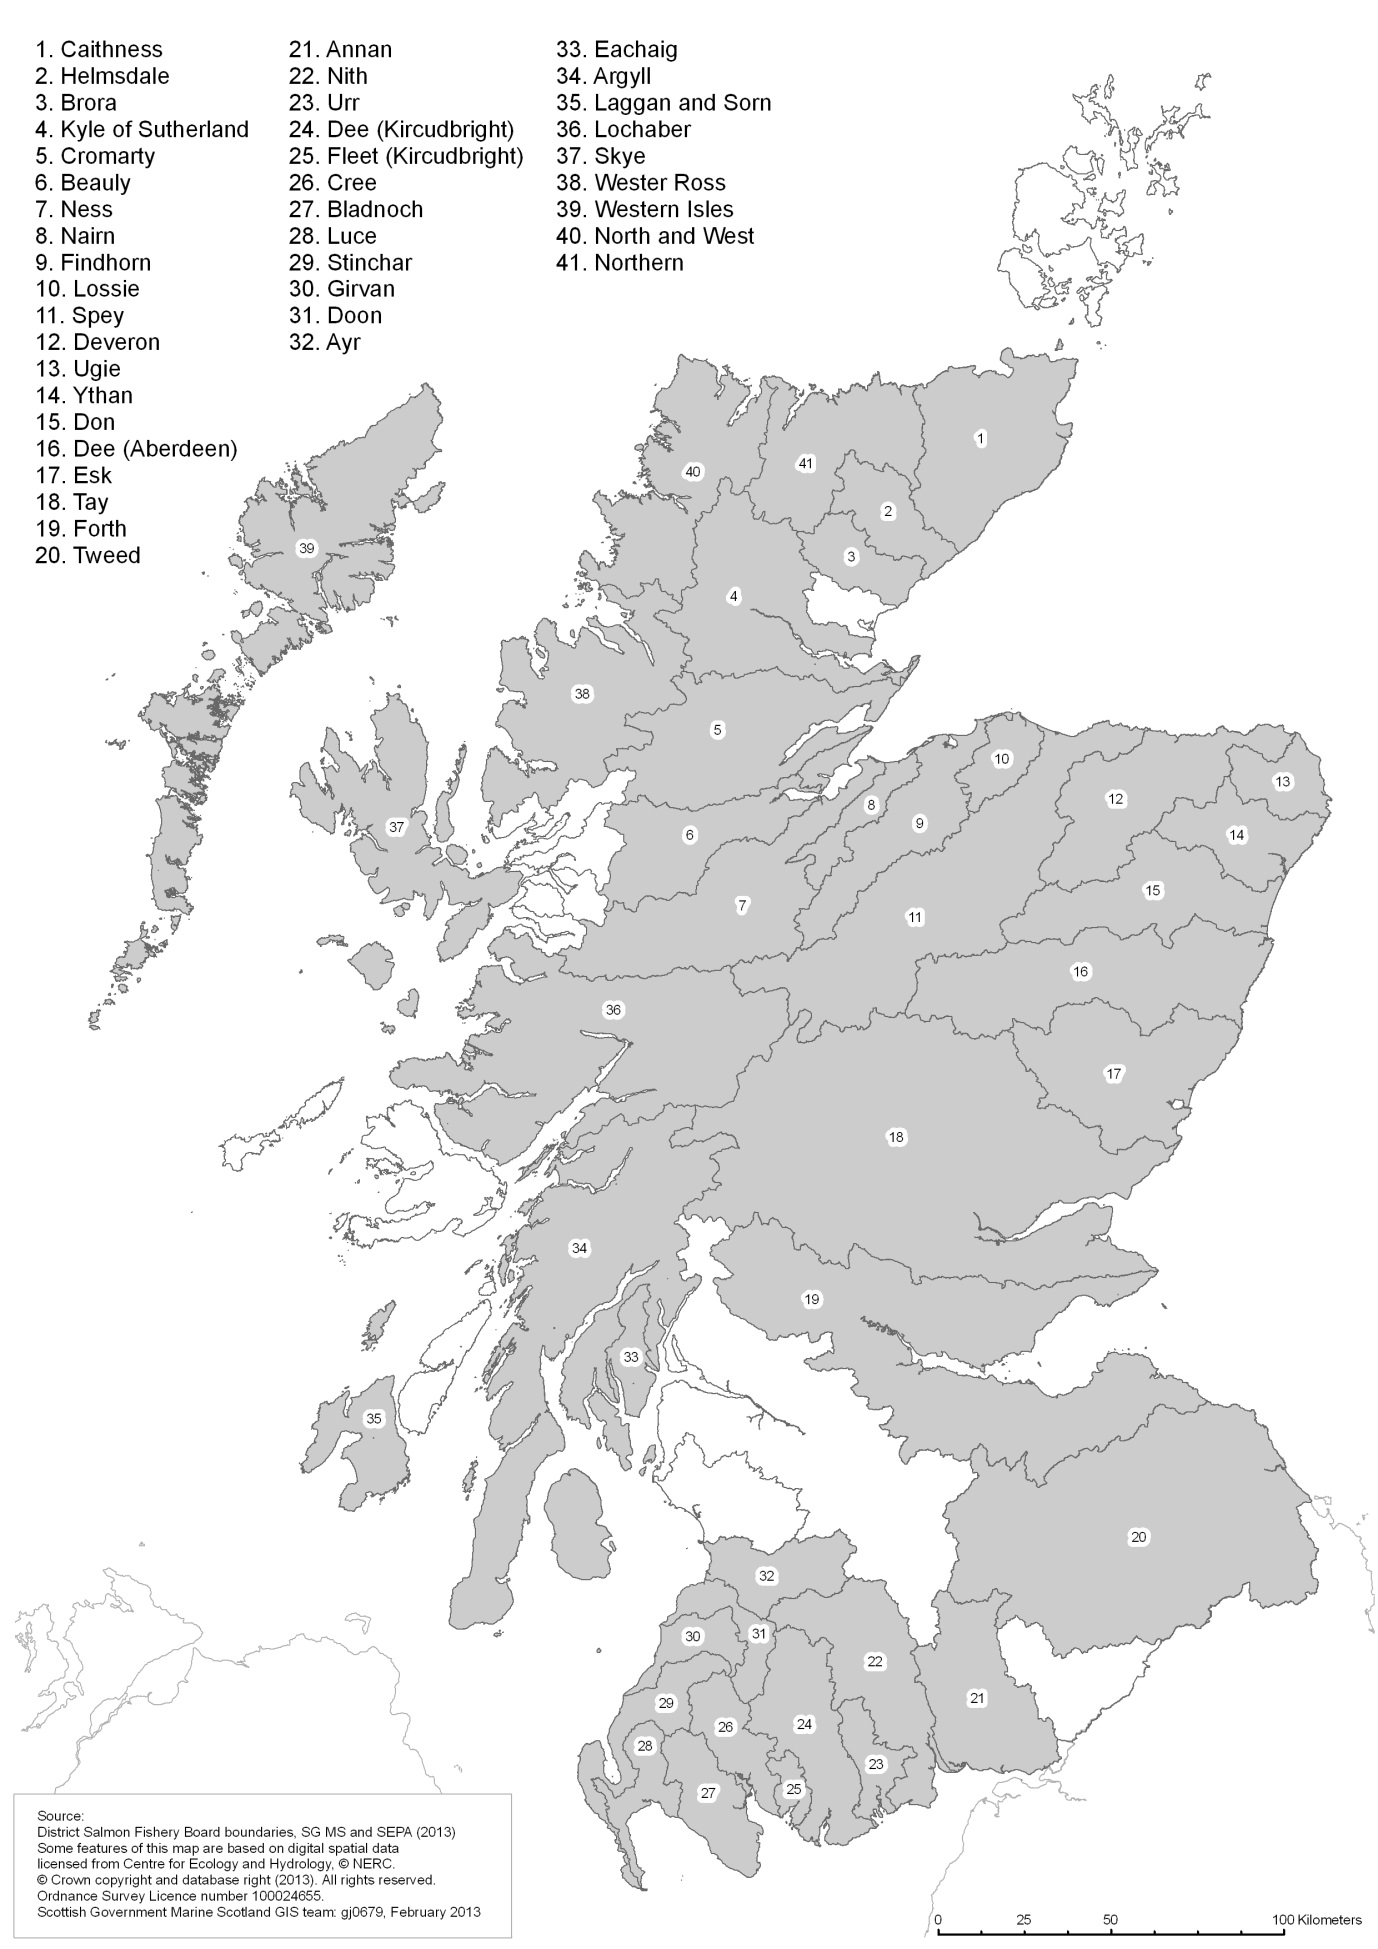 1. Caithness
2. Helmsdale
3. Brora
4. Kyle of Sutherland
5. Cromarty
6. Beauly
7. Ness
8. Nairn
9. Findhorn
10. Lossie
11. Spey
12. Deveron
13. Ugie
14. Ythan
15. Don
16. Dee (Aberdeen)
17. Esk
18. Tay
19. Forth
20. Tweed
21. Annan
22. Nith
23. Urr
24. Dee (Kircudbright)
25. Fleet (Kircudbright)
26. Cree
27. Bladnoch
28. Luce
29. Stinchar
30. Girvan
31. Doon
32. Ayr
33. Eachaig
34. Argyll
35. Laggan and Sorn
36. Lochaber
37. Skye
38. Wester Ross
39. Western Isles
40. North and West
41. Northern
1
40
41
2
39
3
4
38
5
10
13
12
8
9
37
6
14
15
7
11
16
36
17
18
34
19
33
35
20
32
31
30
22
21
29
26
24
28
23
25
27
Source:
District Salmon Fishery Board boundaries, SG MS and SEPA (2013)
Some features of this map are based on digital spatial data
licensed from Centre for Ecology and Hydrology, © NERC.
© Crown copyright and database right (2013). All rights reserved.
Ordnance Survey Licence number 100024655.
Scottish Government Marine Scotland GIS team: gj0679, February 2013
0 25 50 100 Kilometers